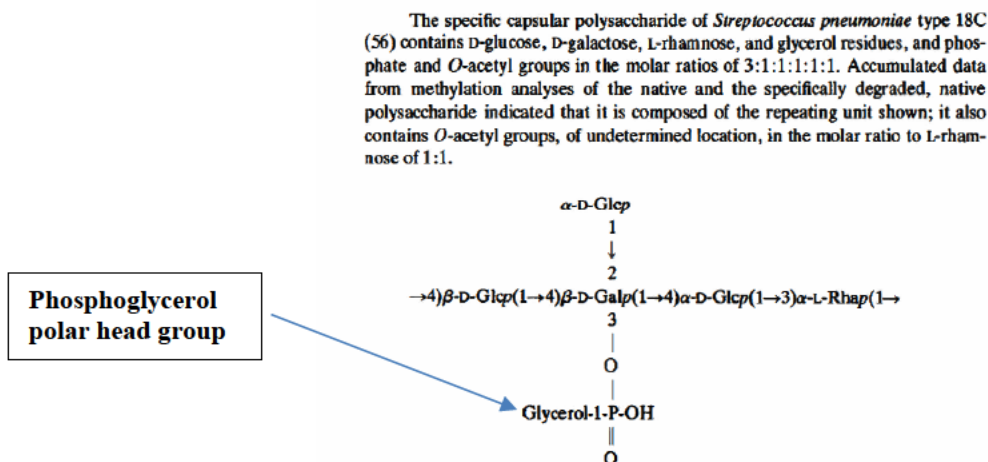 The specific capsular polysaccharide of Streptococcus pneumoniae type 18C
(56) contains D-glucose, D-galactose, L-rhamnose, and glycerol residues, and phos-
phate and O-acetyl groups in the molar ratios of 3:1:1:1:1:1. Accumulated data
from methylation analyses of the native and the specifically degraded, native
polysaccharide indicated that it is composed of the repeating unit shown; it also
contains O-acetyl groups, of undetermined location, in the molar ratio to L-rham-
nose of 1:1.
α-D-Glcp
1
↓
2
→4)β-D-Glcp(1→4)β-D-Galp(1→4)α-D-Glcp(1→3)α-L-Rhap(1→
3
|
O
|
Glycerol-1-P-OH
||
O
Phosphoglycerol
polar head group